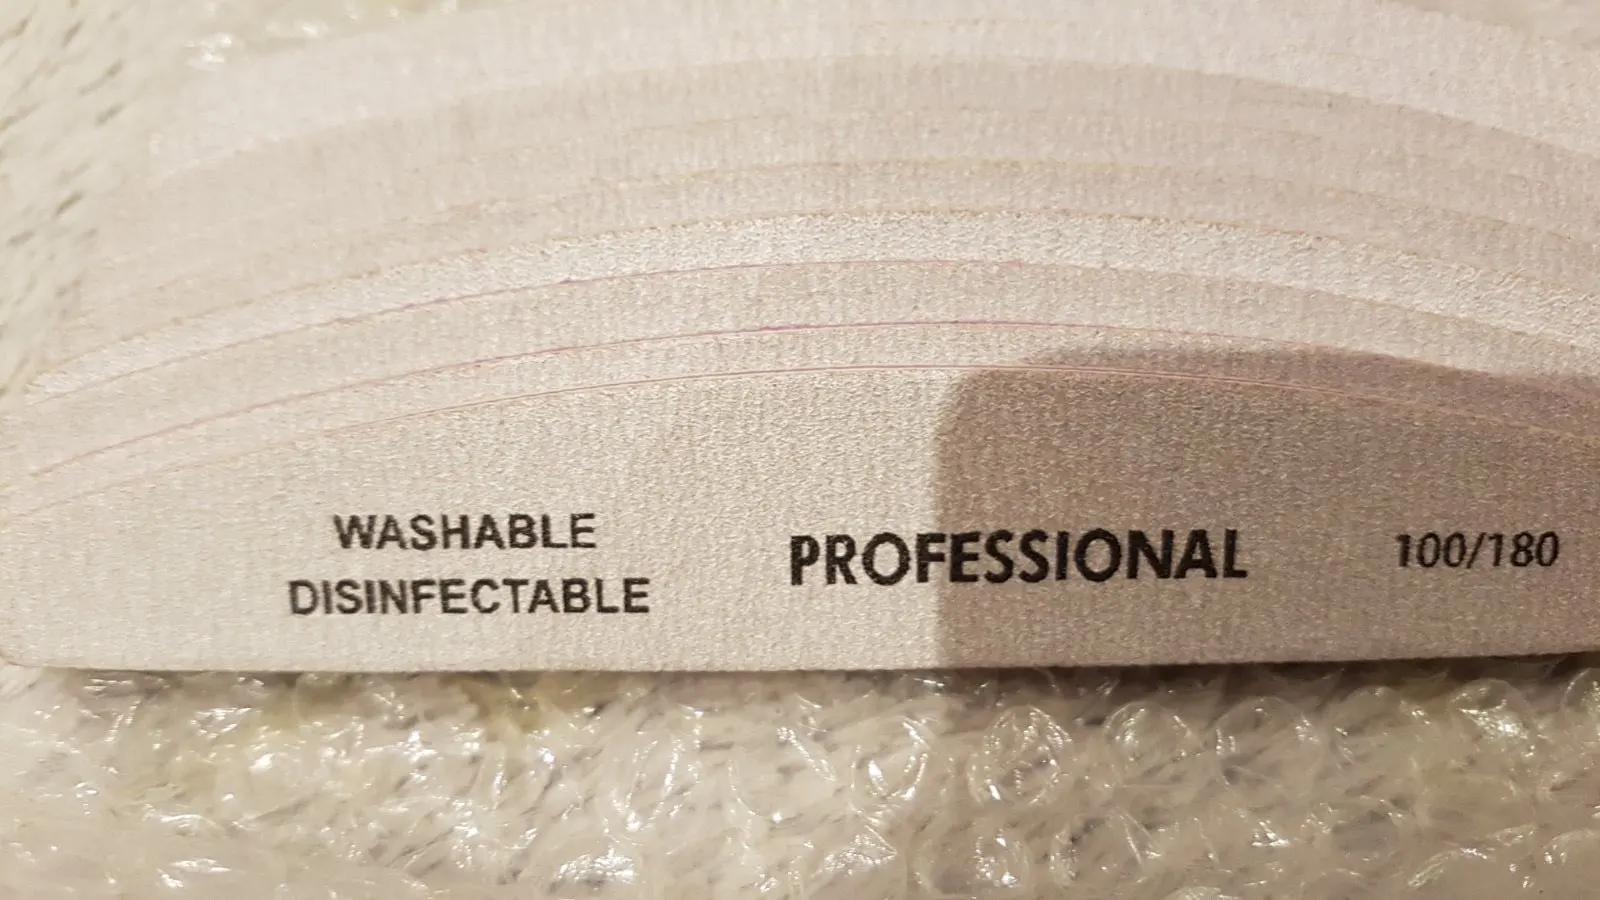 WASHABLE
DISINFECTABLE
PROFESSIONAL
100/180